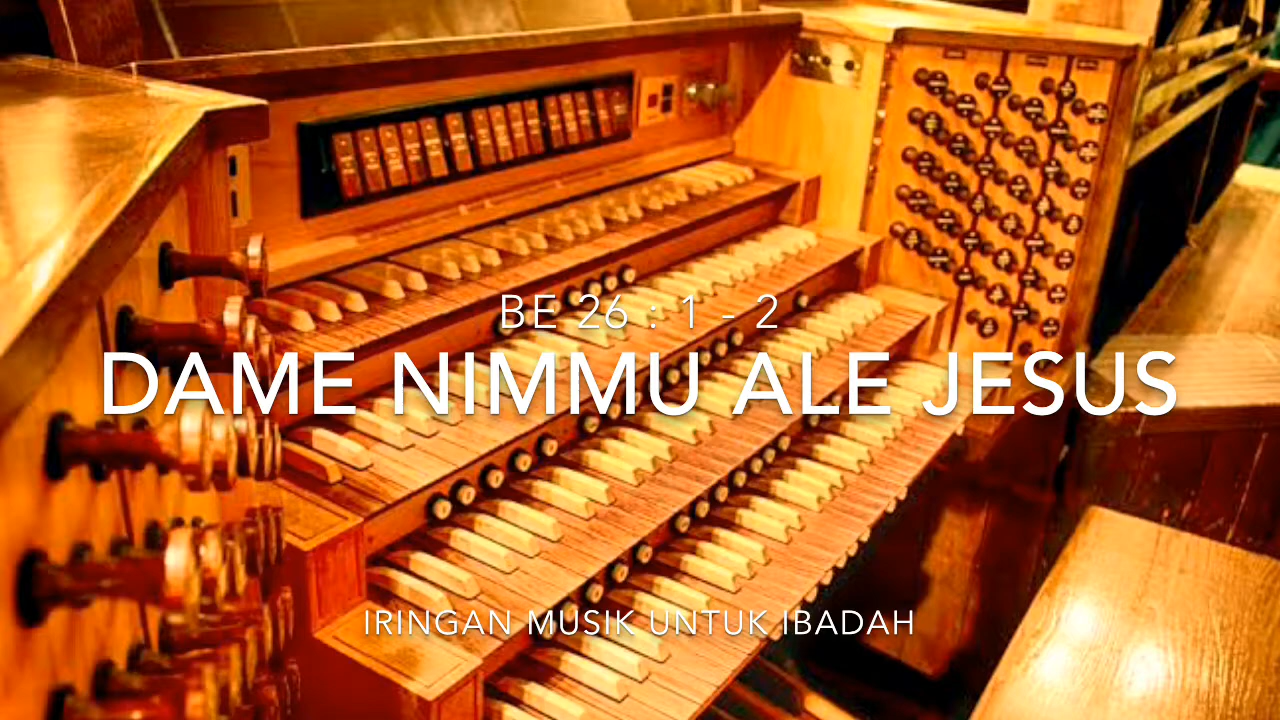 BE 26 : 1 - 2
DAME NIMMU ALE JESUS
IRINGAN MUSIK UNTUK IBADAH